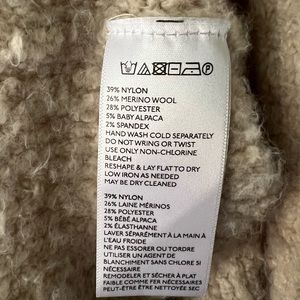 39% NYLON
26% MERINO WOOL
28% POLYESTER
5% BABY ALPACA
2% SPANDEX
HAND WASH COLD SEPARATELY
DO NOT WRING OR TWIST
USE ONLY NON-CHLORINE
BLEACH
RESHAPE & LAY FLAT TO DRY
LOW IRON AS NEEDED
MAY BE DRY CLEANED
39% NYLON
26% LAINE MÉRINOS
28% POLYESTER
5% BÉBÉ ALPACA
2% ÉLASTHANNE
LAVER SÉPARÉMENT À LA MAIN À
L'EAU FROIDE
NE PAS ESSORER OU TORDRE
UTILISER UN AGENT DE
BLANCHIMENT SANS CHLORE SI
NÉCESSAIRE
REMODELER ET SÉCHER À PLAT
FAIBLE COMME FER NÉCESSAIRES
PEUT-ÊTRE ÊTRE NETTOYÉE SEC